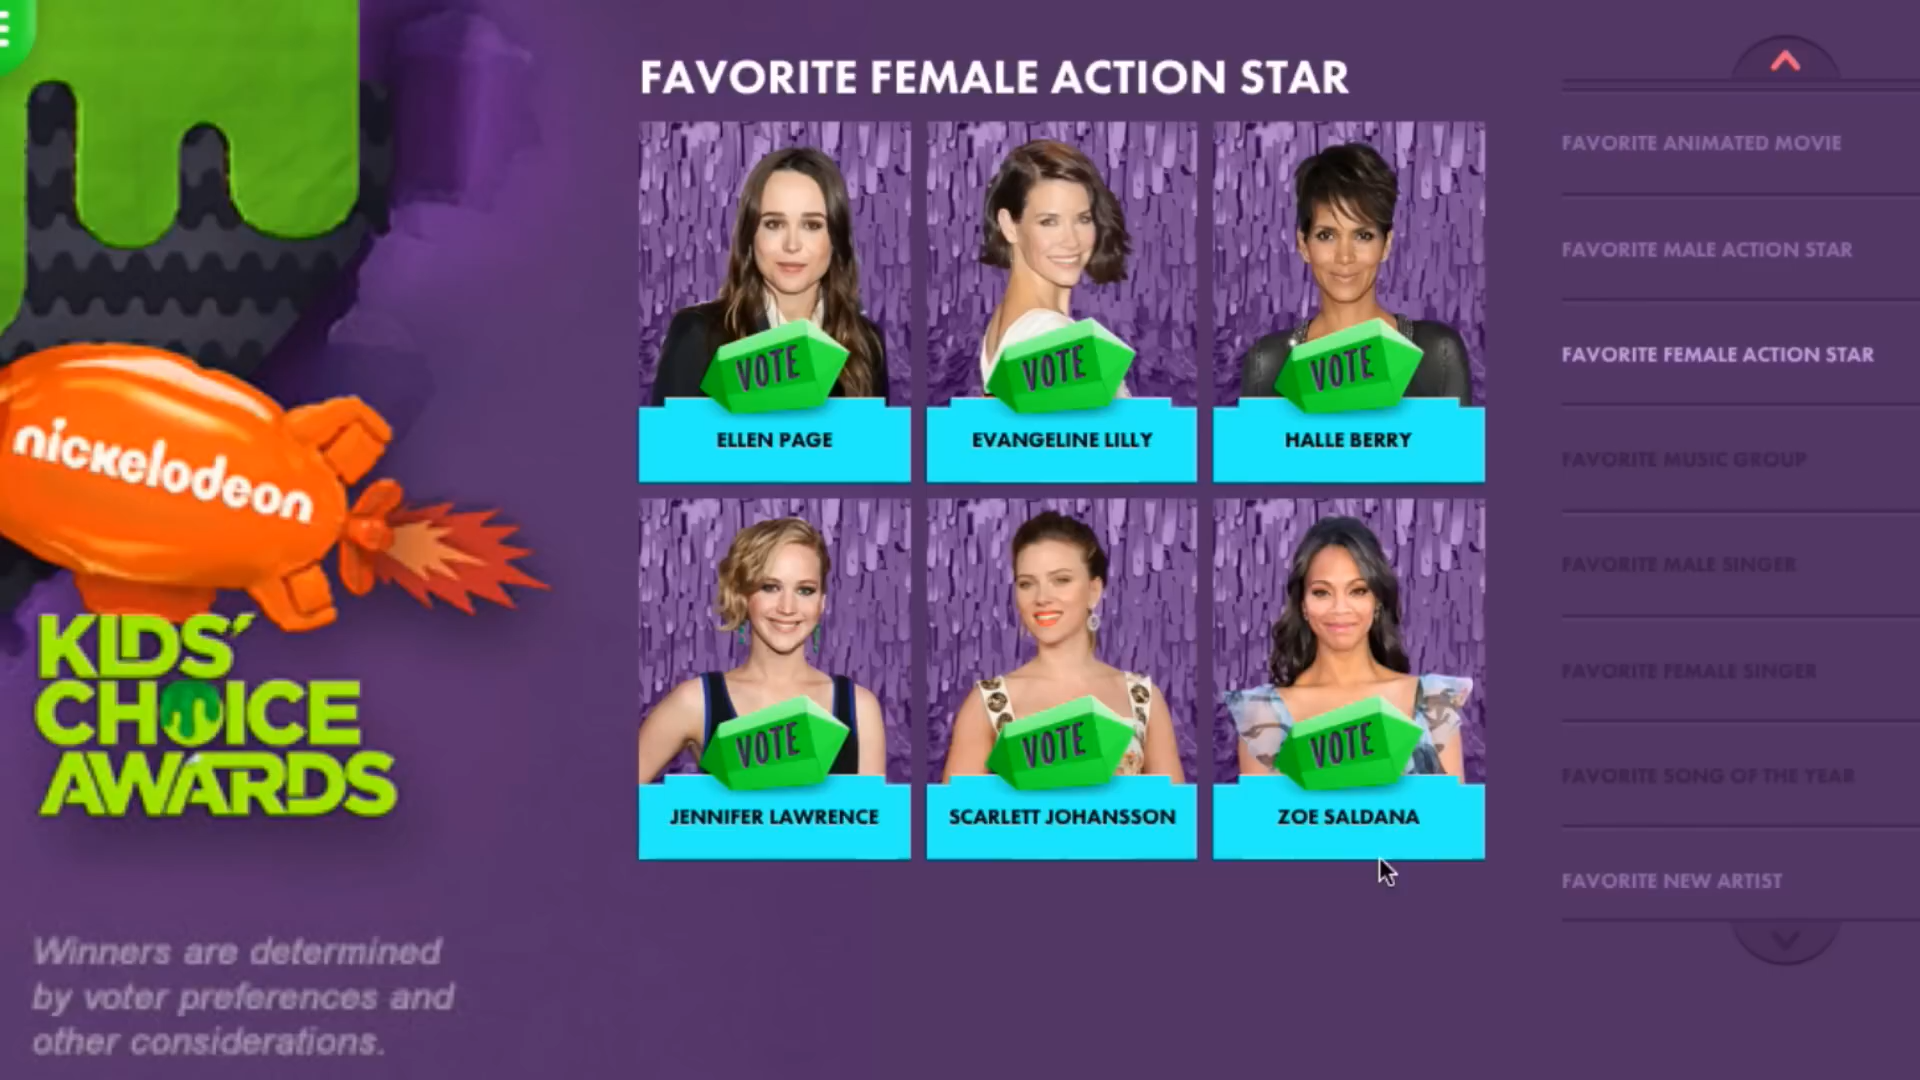 FAVORITE FEMALE ACTION STAR
VOTE
VOTE
VOTE
ELLEN PAGE
EVANGELINE LILLY
HALLE BERRY
VOTE
VOTE
VOTE
JENNIFER LAWRENCE
SCARLETT JOHANSSON
ZOE SALDANA
nickelodeon
KIDS'
CHOICE
AWARDS
Winners are determined
by voter preferences and
other considerations.
FAVORITE ANIMATED MOVIE
FAVORITE MALE ACTION STAR
FAVORITE FEMALE ACTION STAR
FAVORITE MUSIC GROUP
FAVORITE MALE SINGER
FAVORITE FEMALE SINGER
FAVORITE SONG OF THE YEAR
FAVORITE NEW ARTIST